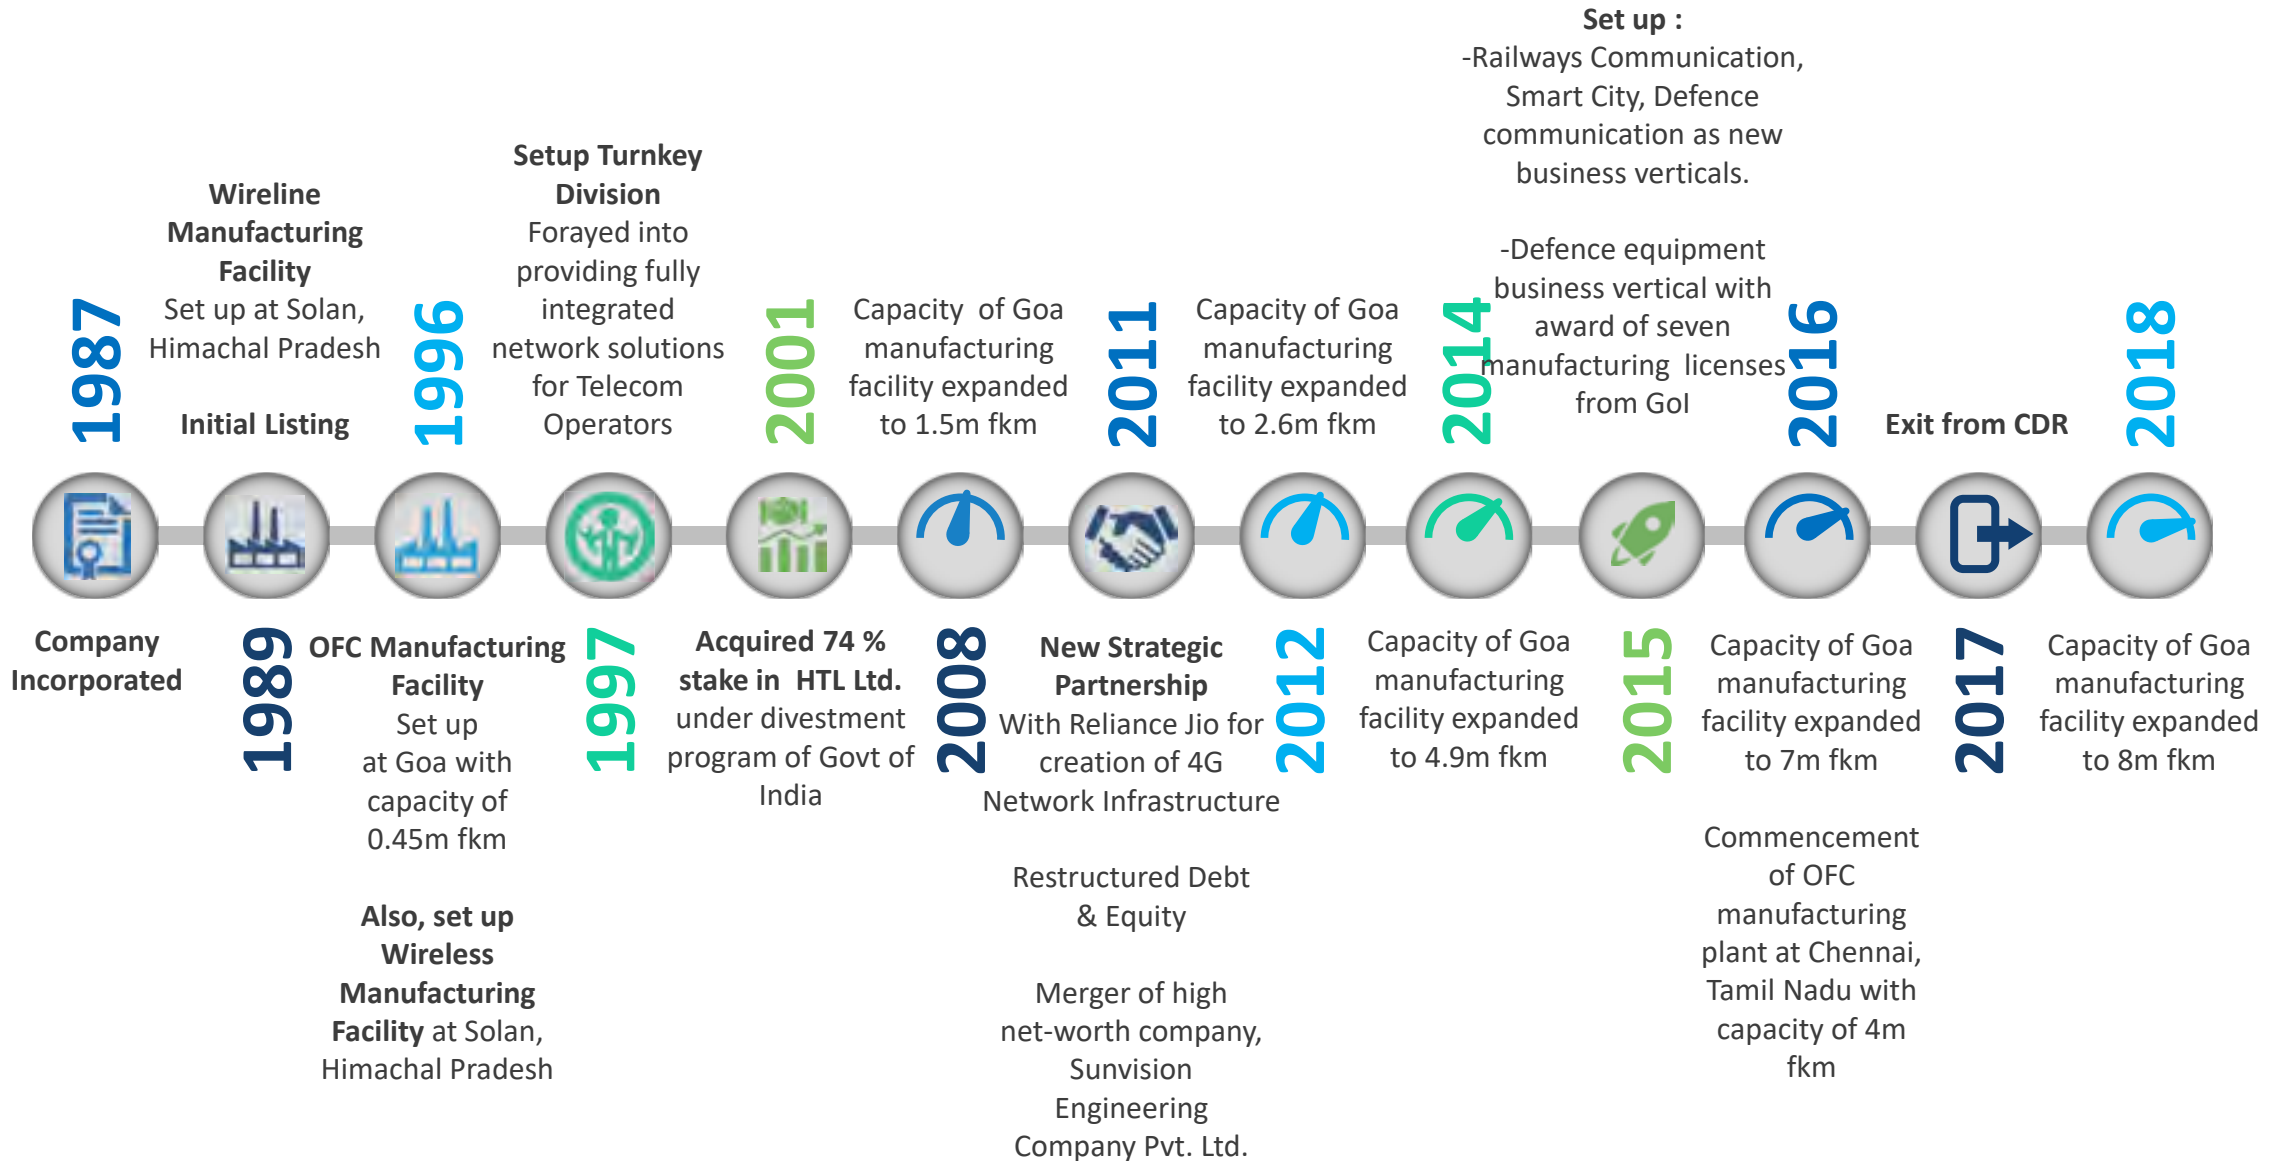 1987
Company
Incorporated
Wireline
Manufacturing
Facility
Set up at Solan,
Himachal Pradesh
Initial Listing
1989
1996
OFC Manufacturing
Facility
Set up
at Goa with
capacity of
0.45m fkm
Also, set up
Wireless
Manufacturing
Facility at Solan,
Himachal Pradesh
Setup Turnkey
Division
Forayed into
providing fully
integrated
network solutions
for Telecom
Operators
1997
2001
Acquired 74 %
stake in HTL Ltd.
under divestment
program of Govt of
India
Capacity of Goa
manufacturing
facility expanded
to 1.5m fkm
2008
2011
New Strategic
Partnership
With Reliance Jio for
creation of 4G
Network Infrastructure
Restructured Debt
& Equity
Merger of high
net-worth company,
Sunvision
Engineering
Company Pvt. Ltd.
Capacity of Goa
manufacturing
facility expanded
to 2.6m fkm
2012
2014
Capacity of Goa
manufacturing
facility expanded
to 4.9m fkm
Set up :
-Railways Communication,
Smart City, Defence
communication as new
business verticals.
-Defence equipment
business vertical with
award of seven
manufacturing licenses
from GoI
2015
2016
Capacity of Goa
manufacturing
facility expanded
to 7m fkm
Commencement
of OFC
manufacturing
plant at Chennai,
Tamil Nadu with
capacity of 4m
fkm
Exit from CDR
2017
2018
Capacity of Goa
manufacturing
facility expanded
to 8m fkm